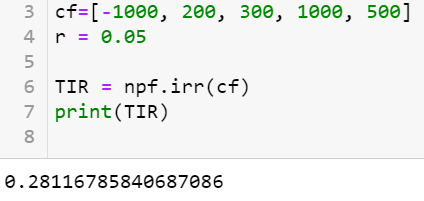 3 cf=[-1000, 200, 300, 1000, 500]
4 r = 0.05
5
6 TIR = npf.irr(cf)
7 print(TIR)
8
0.28116785840687086